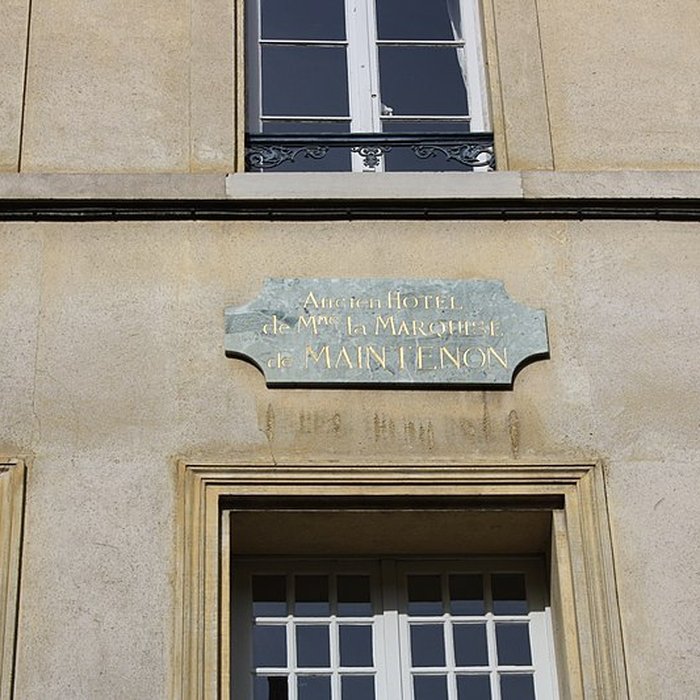 Ancien HOTEL
de Mme la MARQUISE
de MAINTENON